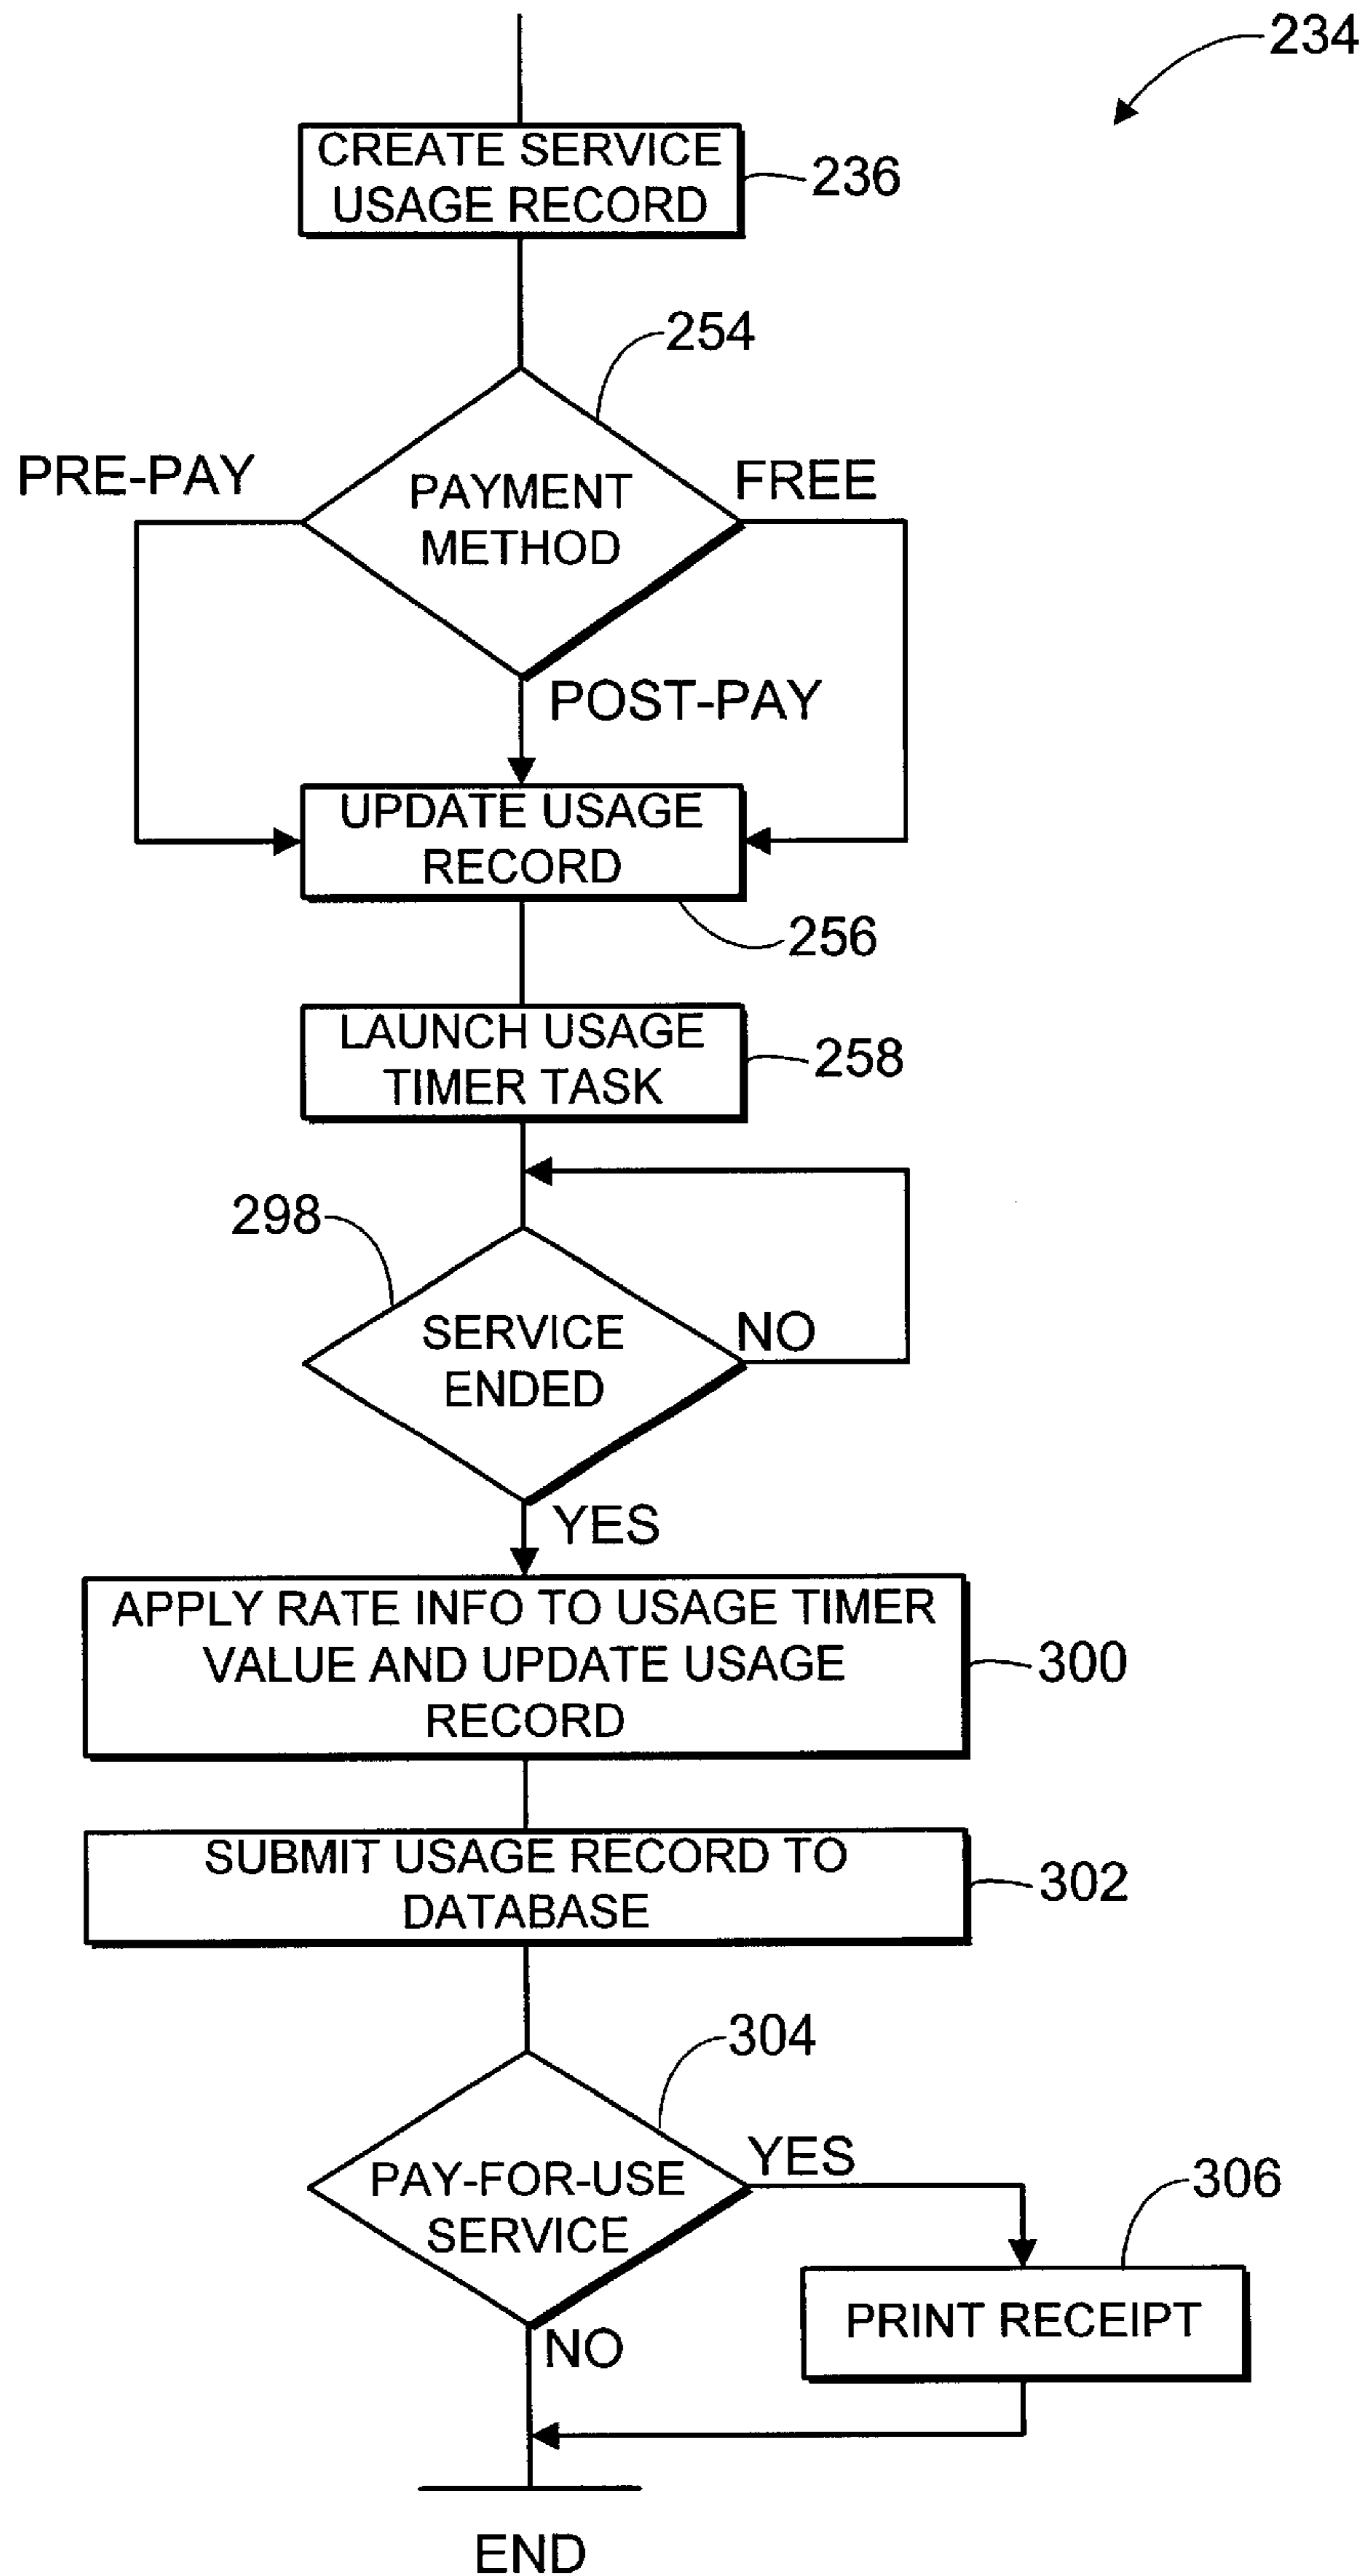 234
CREATE SERVICE
USAGE RECORD
236
254
PRE-PAY
PAYMENT
METHOD
FREE
POST-PAY
UPDATE USAGE
RECORD
256
LAUNCH USAGE
TIMER TASK
258
298
SERVICE
ENDED
NO
YES
APPLY RATE INFO TO USAGE TIMER
VALUE AND UPDATE USAGE
RECORD
300
SUBMIT USAGE RECORD TO
DATABASE
302
304
PAY-FOR-USE
SERVICE
YES
306
PRINT RECEIPT
NO
END